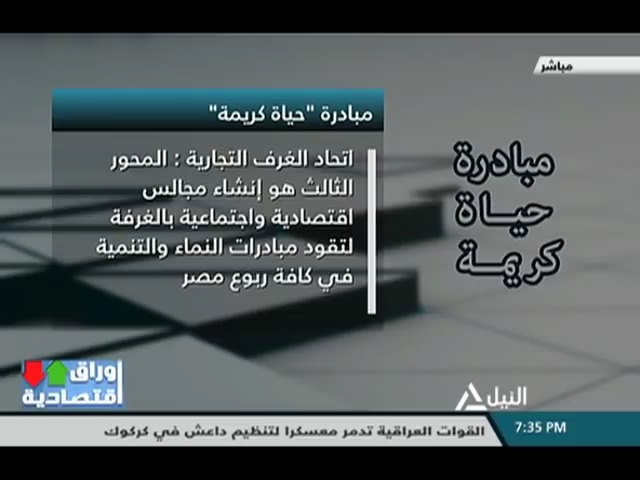 مباشر
مبادرة "حياة كريمة"
اتحاد الغرف التجارية : المحور
الثالث هو إنشاء مجالس
اقتصادية واجتماعية بالغرفة
لتقود مبادرات النماء والتنمية
في كافة ربوع مصر
مبادرة
حياة
كريمة
أوراق
إقتصادية
النيل
القوات العراقية تدمر معسكرا لتنظيم داعش في كركوك
7:35 PM